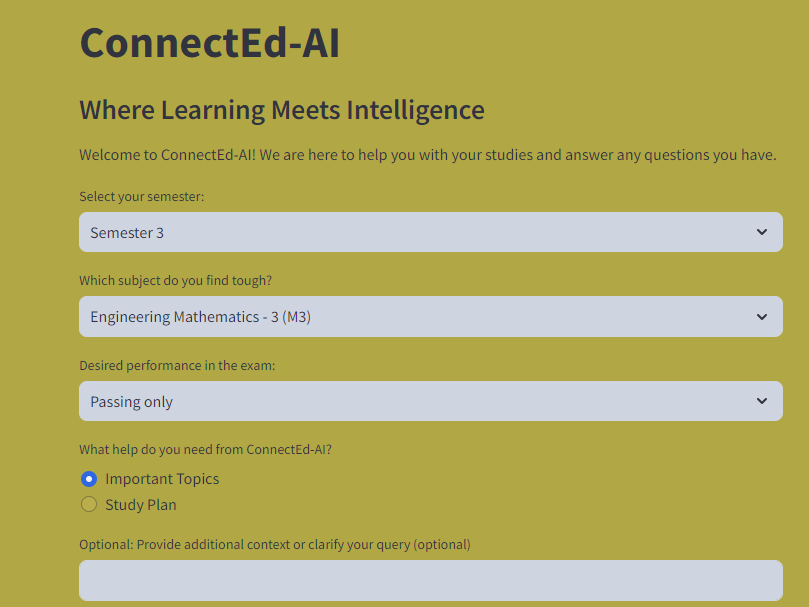 ConnectEd-AI
Where Learning Meets Intelligence
Welcome to ConnectEd-AI! We are here to help you with your studies and answer any questions you have.
Select your semester:
Semester 3
Which subject do you find tough?
Engineering Mathematics - 3 (M3)
Desired performance in the exam:
Passing only
What help do you need from ConnectEd-AI?
Important Topics
Study Plan
Optional: Provide additional context or clarify your query (optional)